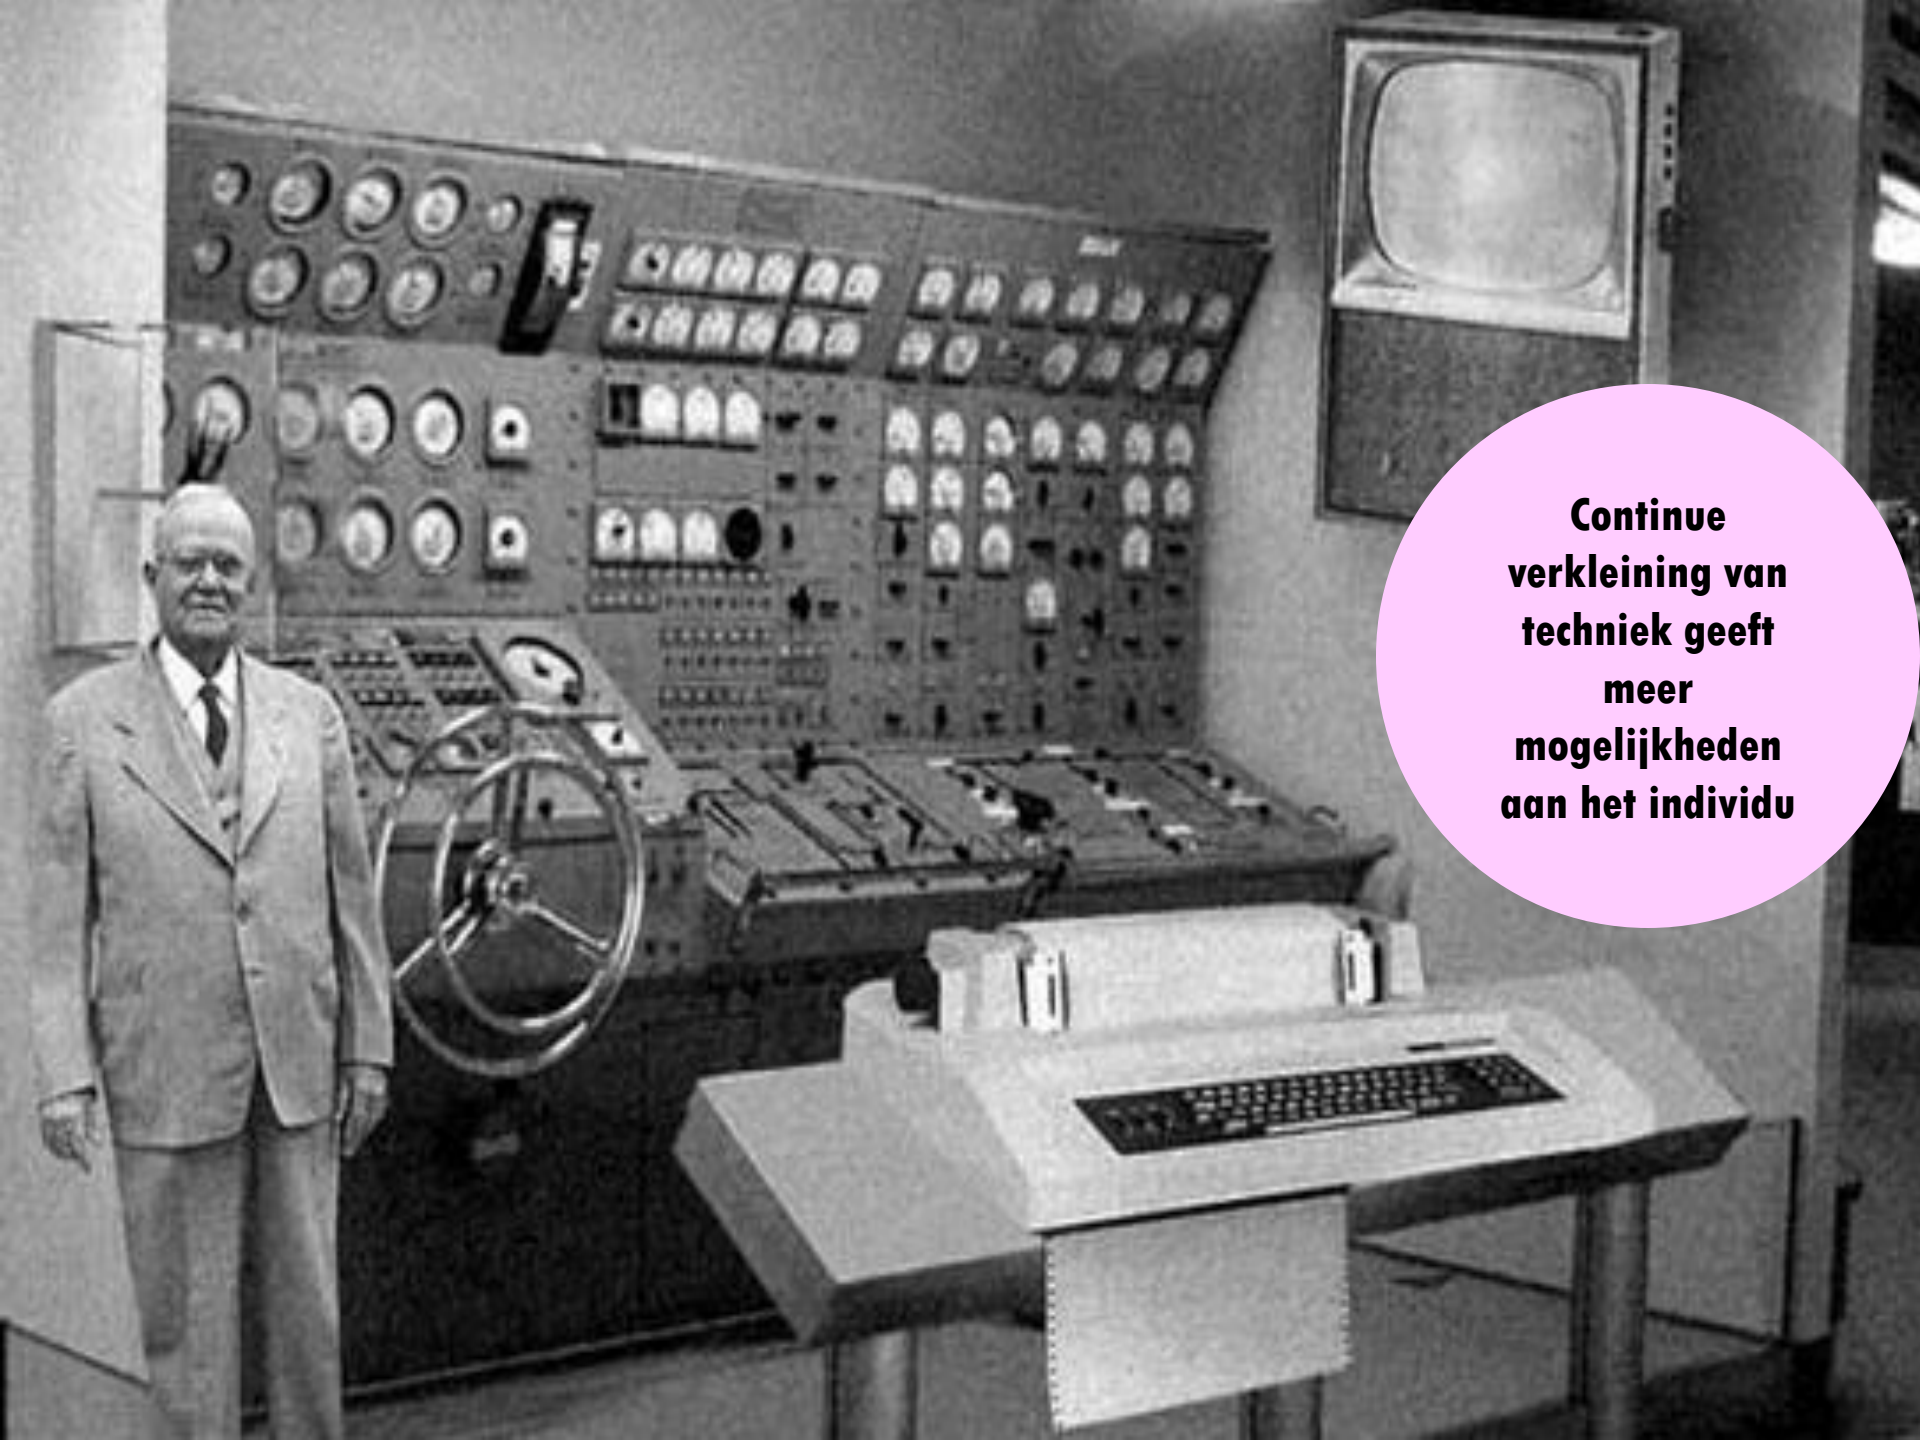 Continue
verkleining van
techniek geeft
meer
mogelijkheden
aan het individu